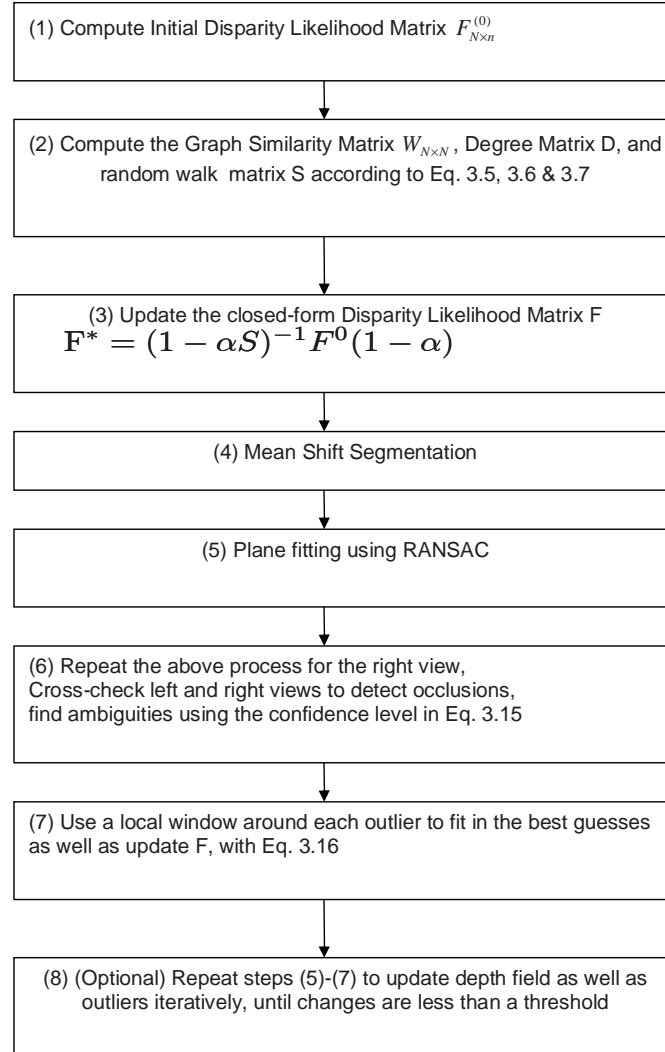 (1) Compute Initial Disparity Likelihood Matrix F_{N×n}^{(0)}
(2) Compute the Graph Similarity Matrix W_{N×N}, Degree Matrix D, and
random walk matrix S according to Eq. 3.5, 3.6 & 3.7
(3) Update the closed-form Disparity Likelihood Matrix F
F* = (1 − αS)^{−1}F^0(1 − α)
(4) Mean Shift Segmentation
(5) Plane fitting using RANSAC
(6) Repeat the above process for the right view,
Cross-check left and right views to detect occlusions,
find ambiguities using the confidence level in Eq. 3.15
(7) Use a local window around each outlier to fit in the best guesses
as well as update F, with Eq. 3.16
(8) (Optional) Repeat steps (5)-(7) to update depth field as well as
outliers iteratively, until changes are less than a threshold